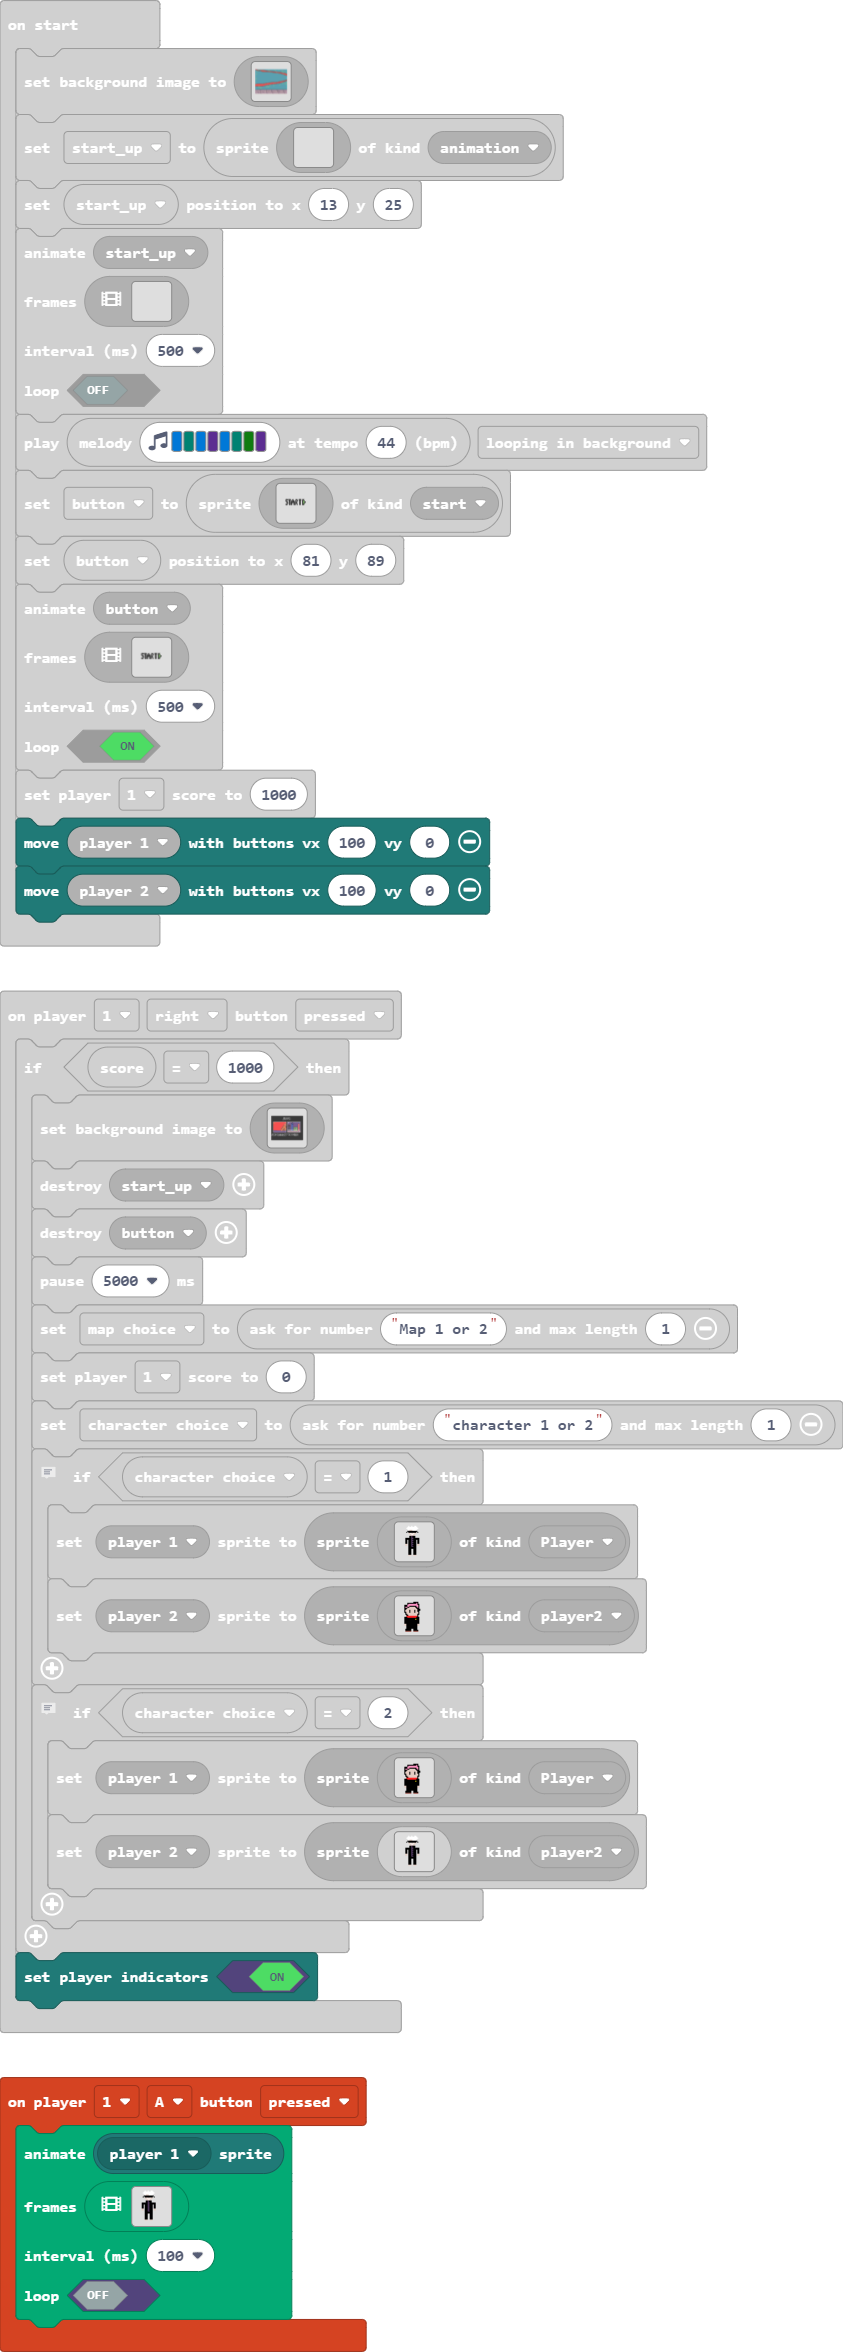 on start
set background image to
set start_up to sprite of kind animation
set start_up position to x 13 y 25
animate start_up
frames
interval (ms) 500
loop OFF
play melody at tempo 44 (bpm) looping in background
set button to sprite START! of kind start
set button position to x 81 y 89
animate button
frames START!
interval (ms) 500
loop ON
set player 1 score to 1000
move player 1 with buttons vx 100 vy 0
move player 2 with buttons vx 100 vy 0
on player 1 right button pressed
if score = 1000 then
set background image to
destroy start_up
destroy button
pause 5000 ms
set map choice to ask for number "Map 1 or 2" and max length 1
set player 1 score to 0
set character choice to ask for number "character 1 or 2" and max length 1
if character choice = 1 then
set player 1 sprite to sprite of kind Player
set player 2 sprite to sprite of kind player2
if character choice = 2 then
set player 1 sprite to sprite of kind Player
set player 2 sprite to sprite of kind player2
set player indicators ON
on player 1 A button pressed
animate player 1 sprite
frames
interval (ms) 100
loop OFF